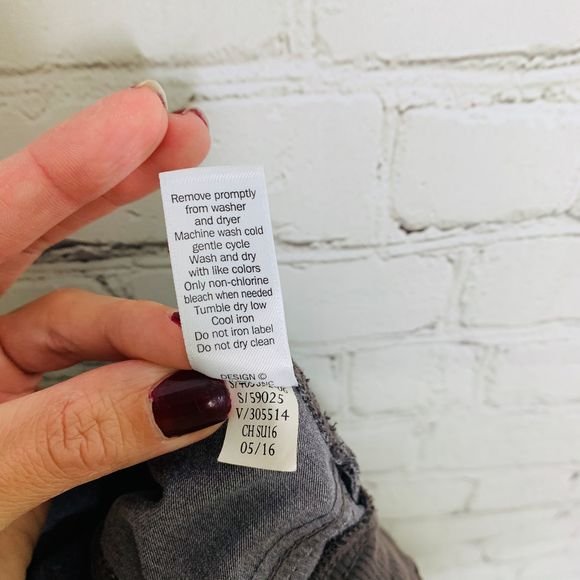 Remove promptly
from washer
and dryer
Machine wash cold
gentle cycle
Wash and dry
with like colors
Only non-chlorine
bleach when needed
Tumble dry low
Cool iron
Do not iron label
Do not dry clean
DESIGN ©
S/59025
V/305514
CH SU16
05/16